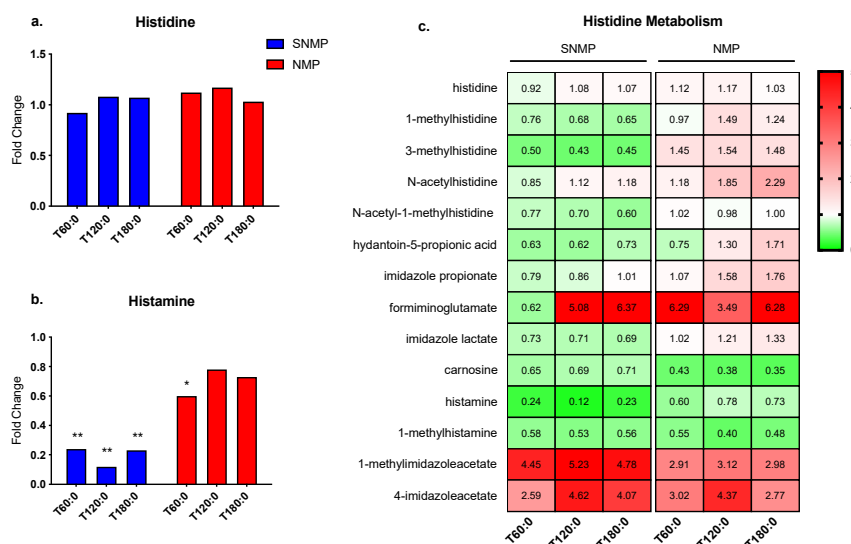 a.
Histidine
SNMP
NMP
Fold Change
1.5
1.0
0.5
0.0
T60:0 T120:0 T180:0 T60:0 T120:0 T180:0
b.
Histamine
Fold Change
1.0
0.8
0.6
0.4
0.2
0.0
** ** ** *
T60:0 T120:0 T180:0 T60:0 T120:0 T180:0
c.
Histidine Metabolism
SNMP NMP
histidine 0.92 1.08 1.07 1.12 1.17 1.03
1-methylhistidine 0.76 0.68 0.65 0.97 1.49 1.24
3-methylhistidine 0.50 0.43 0.45 1.45 1.54 1.48
N-acetylhistidine 0.85 1.12 1.18 1.18 1.85 2.29
N-acetyl-1-methylhistidine 0.77 0.70 0.60 1.02 0.98 1.00
hydantoin-5-propionic acid 0.63 0.62 0.73 0.75 1.30 1.71
imidazole propionate 0.79 0.86 1.01 1.07 1.58 1.76
formiminoglutamate 0.62 5.08 6.37 6.29 3.49 6.28
imidazole lactate 0.73 0.71 0.69 1.02 1.21 1.33
carnosine 0.65 0.69 0.71 0.43 0.38 0.35
histamine 0.24 0.12 0.23 0.60 0.78 0.73
1-methylhistamine 0.58 0.53 0.56 0.55 0.40 0.48
1-methylimidazoleacetate 4.45 5.23 4.78 2.91 3.12 2.98
4-imidazoleacetate 2.59 4.62 4.07 3.02 4.37 2.77
T60:0 T120:0 T180:0 T60:0 T120:0 T180:0